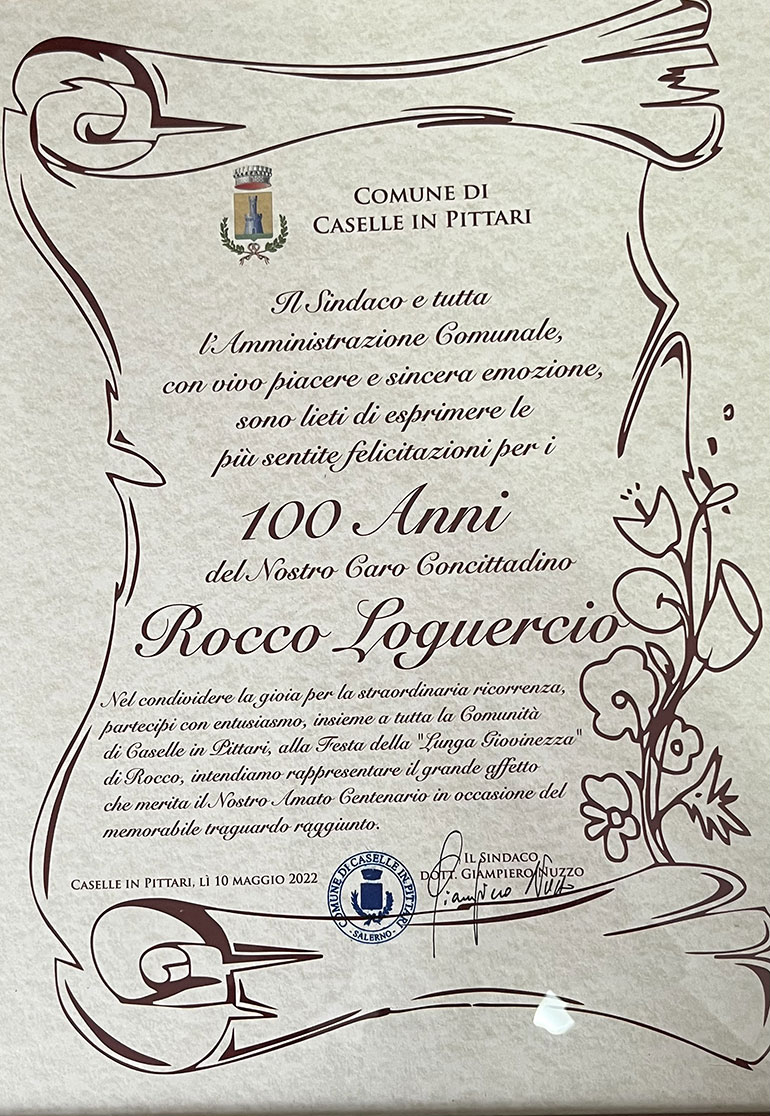 COMUNE DI
CASELLE IN PITTARI
Il Sindaco e tutta
l'Amministrazione Comunale,
con vivo piacere e sincera emozione,
sono lieti di esprimere le
più sentite felicitazioni per i
100 Anni
del Nostro Caro Concittadino
Rocco Loguercio
Nel condividere la gioia per la straordinaria ricorrenza,
partecipi con entusiasmo, insieme a tutta la Comunità
di Caselle in Pittari, alla Festa della "Lunga Giovinezza"
di Rocco, intendiamo rappresentare il grande affetto
che merita il Nostro Amato Centenario in occasione del
memorabile traguardo raggiunto.
CASELLE IN PITTARI, LÌ 10 MAGGIO 2022
COMUNE DI CASELLE IN PITTARI
- SALERNO -
IL SINDACO
DOTT. GIAMPIERO NUZZO
Giampiero Nuzzo